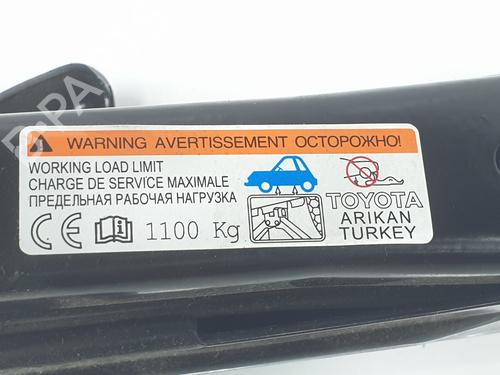 WARNING AVERTISSEMENT ОСТОРОЖНО!
WORKING LOAD LIMIT
CHARGE DE SERVICE MAXIMALE
ПРЕДЕЛЬНАЯ РАБОЧАЯ НАГРУЗКА
CE 1100 Kg
TOYOTA
ARIKAN
TURKEY